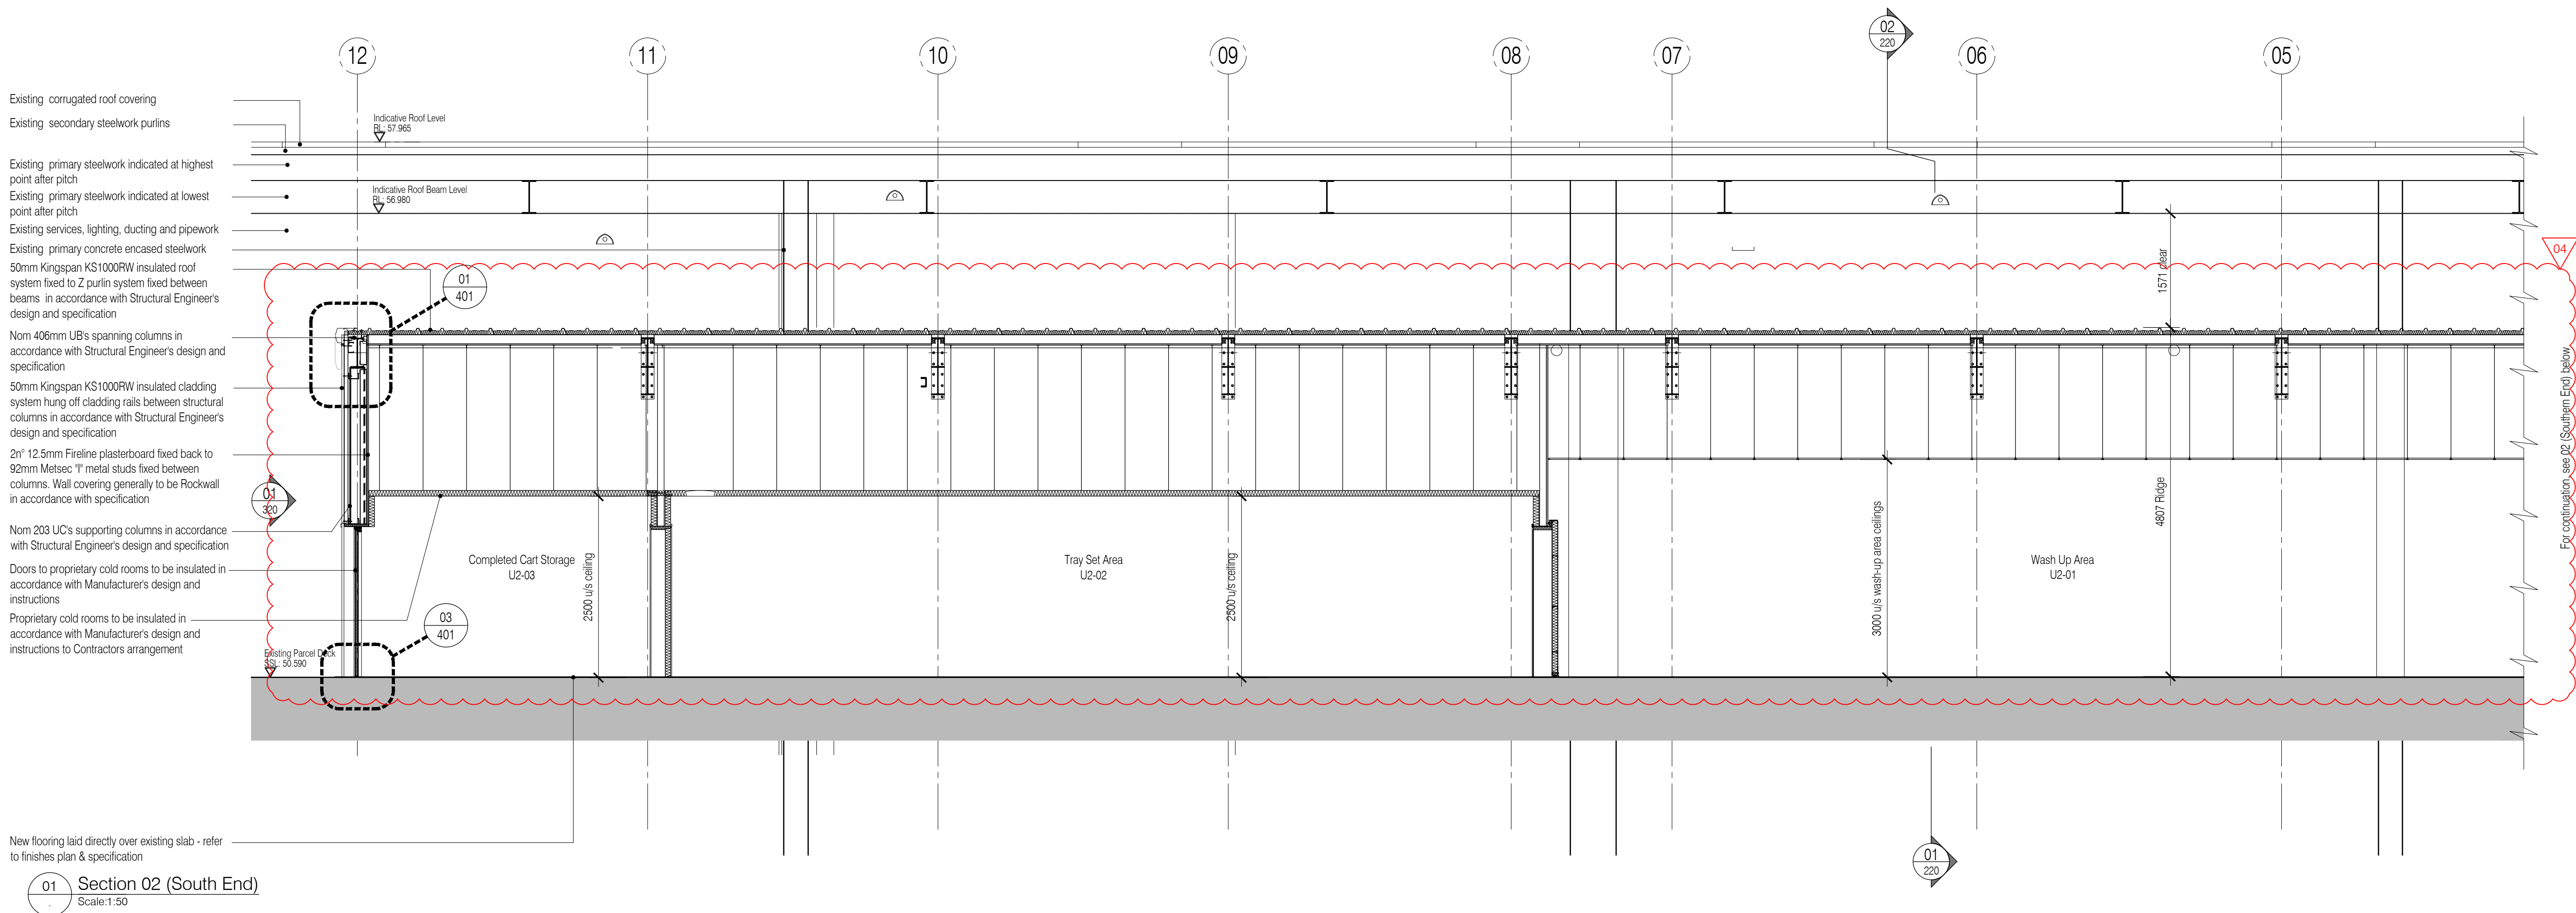 12
11
10
09
08
07
06
05
02
220
Existing  corrugated roof covering
Existing  secondary steelwork purlins
Existing  primary steelwork indicated at highest
point after pitch
Existing  primary steelwork indicated at lowest
point after pitch
Existing services, lighting, ducting and pipework
Existing  primary concrete encased steelwork
50mm Kingspan KS1000RW insulated roof
system fixed to Z purlin system fixed between
beams  in accordance with Structural Engineer's
design and specification
Nom 406mm UB's spanning columns in
accordance with Structural Engineer's design and
specification
50mm Kingspan KS1000RW insulated cladding
system hung off cladding rails between structural
columns in accordance with Structural Engineer's
design and specification
2n° 12.5mm Fireline plasterboard fixed back to
92mm Metsec "I" metal studs fixed between
columns. Wall covering generally to be Rockwall
in accordance with specification
Nom 203 UC's supporting columns in accordance
with Structural Engineer's design and specification
Doors to proprietary cold rooms to be insulated in
accordance with Manufacturer's design and
instructions
Proprietary cold rooms to be insulated in
accordance with Manufacturer's design and
instructions to Contractors arrangement
New flooring laid directly over existing slab - refer
to finishes plan & specification
Indicative Roof Level
RL: 57.965
Indicative Roof Beam Level
RL: 56.980
01
401
01
320
03
401
Existing Parcel Deck
SSL: 50.590
Completed Cart Storage
U2-03
2500 u/s ceiling
Tray Set Area
U2-02
2500 u/s ceiling
3000 u/s wash-up area ceilings
Wash Up Area
U2-01
1571 clear
4807 Ridge
04
For continuation, see 02 (Southern End) below
01
220
01
Section 02 (South End)
Scale:1:50